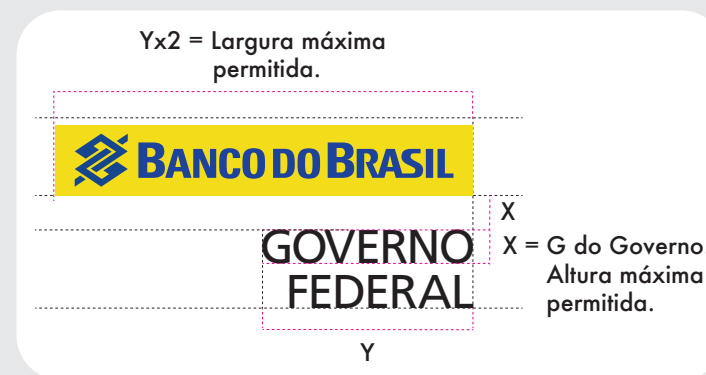 Yx2 = Largura máxima
permitida.
BANCO DO BRASIL
X
GOVERNO
FEDERAL
X = G do Governo
Altura máxima
permitida.
Y